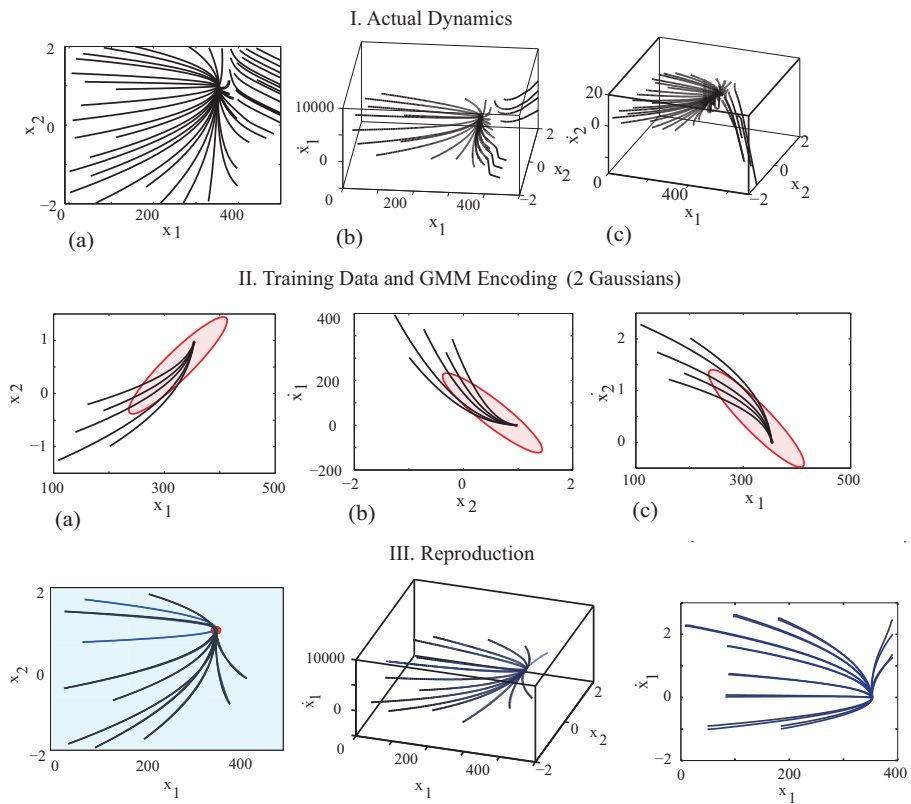 I. Actual Dynamics
2
0
−2
x2
0
200
400
x1
(a)
10000
0
ẋ1
0
200
400
x1
−2
0
2
x2
(b)
20
0
ẋ2
0
400
x1
−2
0
2
x2
(c)
II. Training Data and GMM Encoding (2 Gaussians)
1
0
−1
x2
100
300
500
x1
(a)
400
200
0
−200
ẋ1
−2
0
2
x2
(b)
2
1
0
ẋ2
100
300
500
x1
(c)
III. Reproduction
2
0
−2
x2
0
200
400
x1
10000
0
ẋ1
0
200
400
x1
−2
0
2
x2
2
0
−2
ẋ1
0
200
400
x1